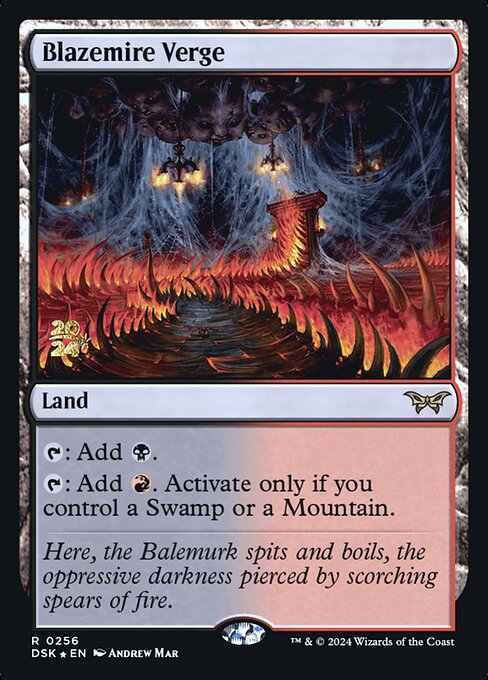 Blazemire Verge
2024
Land
: Add .
: Add . Activate only if you
control a Swamp or a Mountain.
Here, the Balemurk spits and boils, the
oppressive darkness pierced by scorching
spears of fire.
R 0256
DSK ★ EN Andrew Mar
™ & © 2024 Wizards of the Coast